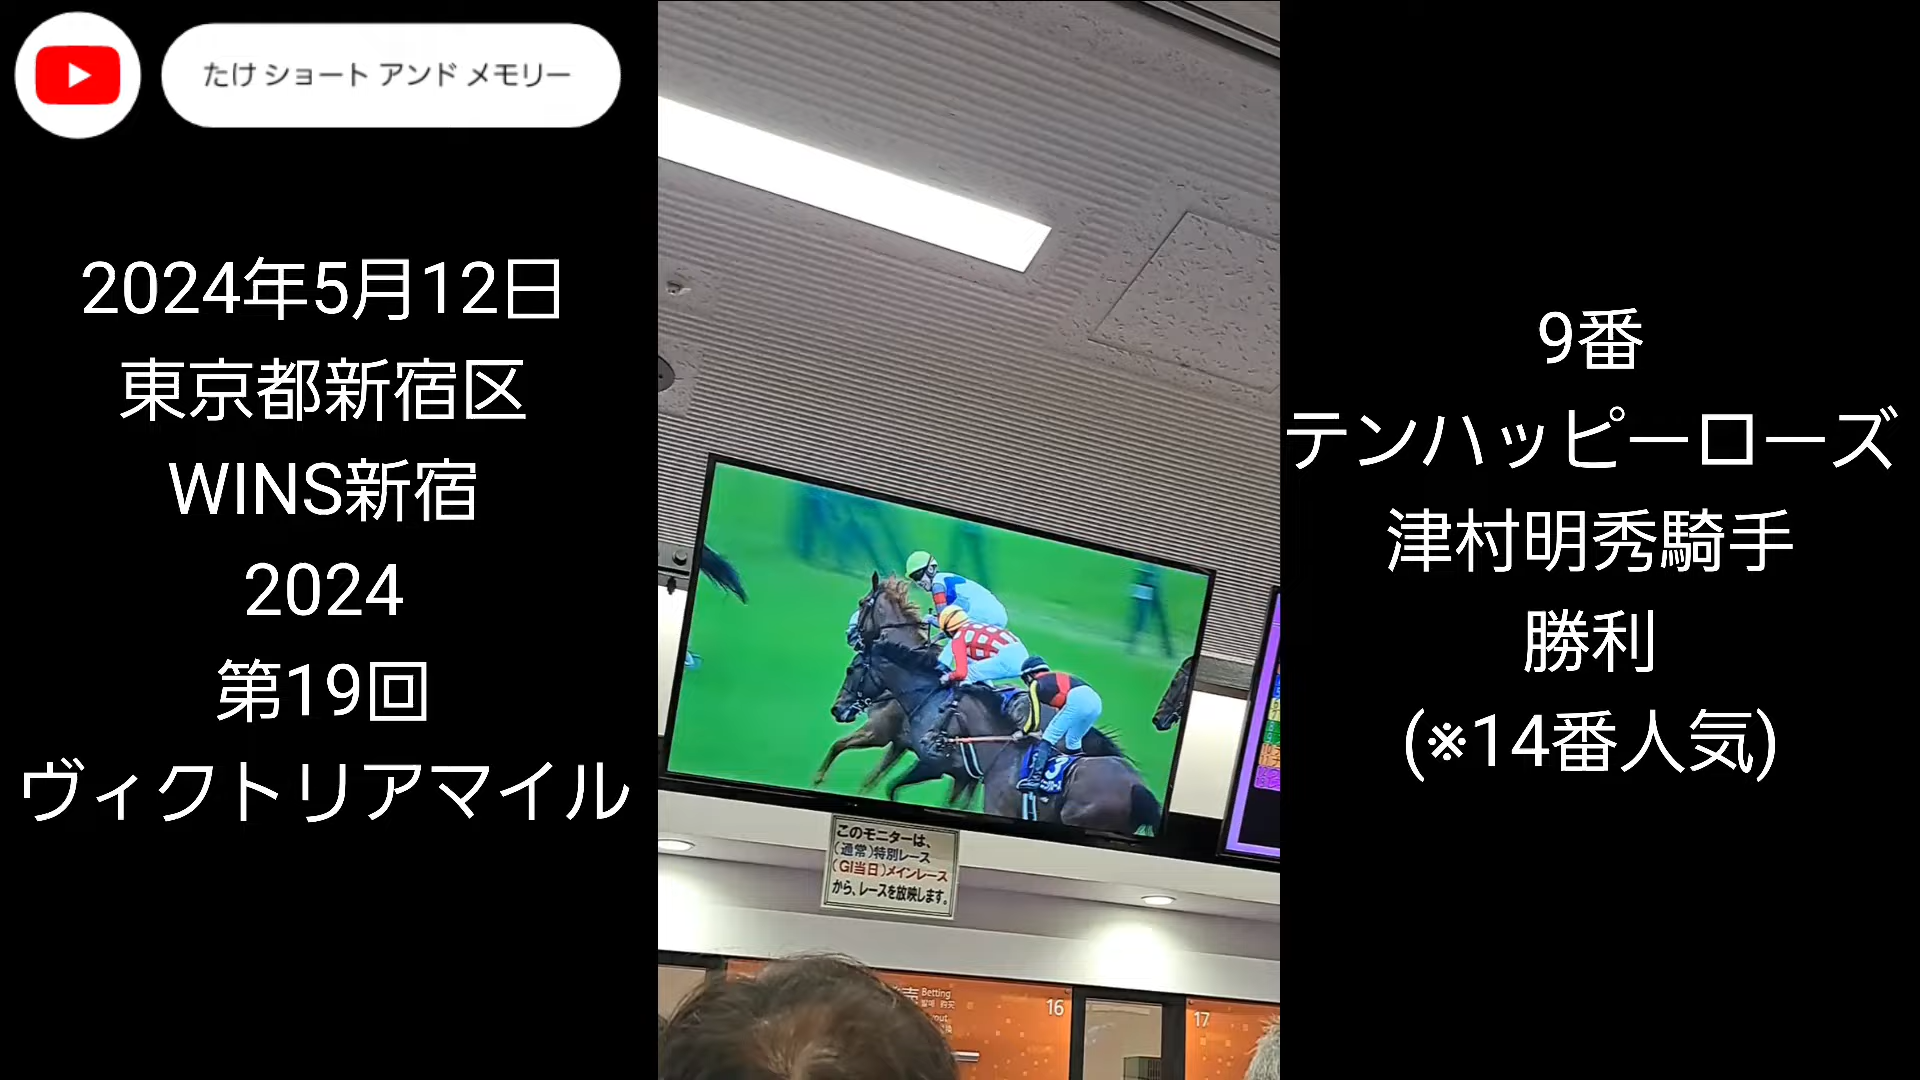 たけ ショート アンド メモリー
2024年5月12日
東京都新宿区
WINS新宿
2024
第19回
ヴィクトリアマイル
9番
テンハッピーローズ
津村明秀騎手
勝利
(※14番人気)
3
このモニターは、
(通常)特別レース
(GI当日)メインレース
から、レースを放映します。
Betting
16
17